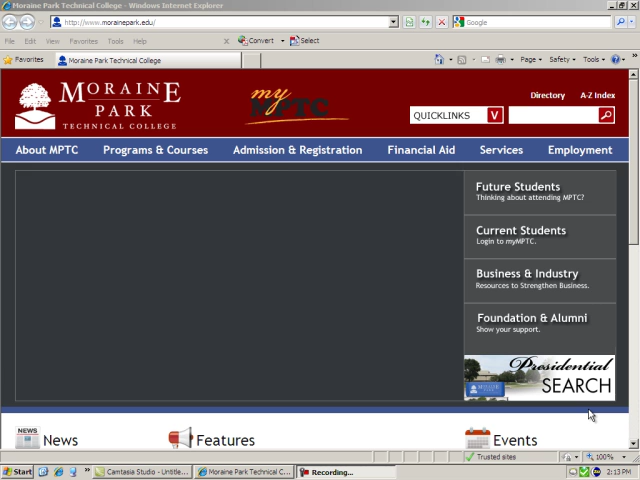 Moraine Park Technical College - Windows Internet Explorer
http://www.morainepark.edu/
Google
File Edit View Favorites Tools Help
x Convert Select
Favorites
Moraine Park Technical College
Page Safety Tools
MORAINE
PARK
TECHNICAL COLLEGE
my
MPTC
Directory A-Z Index
QUICKLINKS V
About MPTC Programs & Courses Admission & Registration Financial Aid Services Employment
Future Students
Thinking about attending MPTC?
Current Students
Login to myMPTC.
Business & Industry
Resources to Strengthen Business.
Foundation & Alumni
Show your support.
Presidential
SEARCH
NEWS
News
Features
Events
Trusted sites
100%
Start
Camtasia Studio - Untitle...
Moraine Park Technical C...
Recording...
2:13 PM